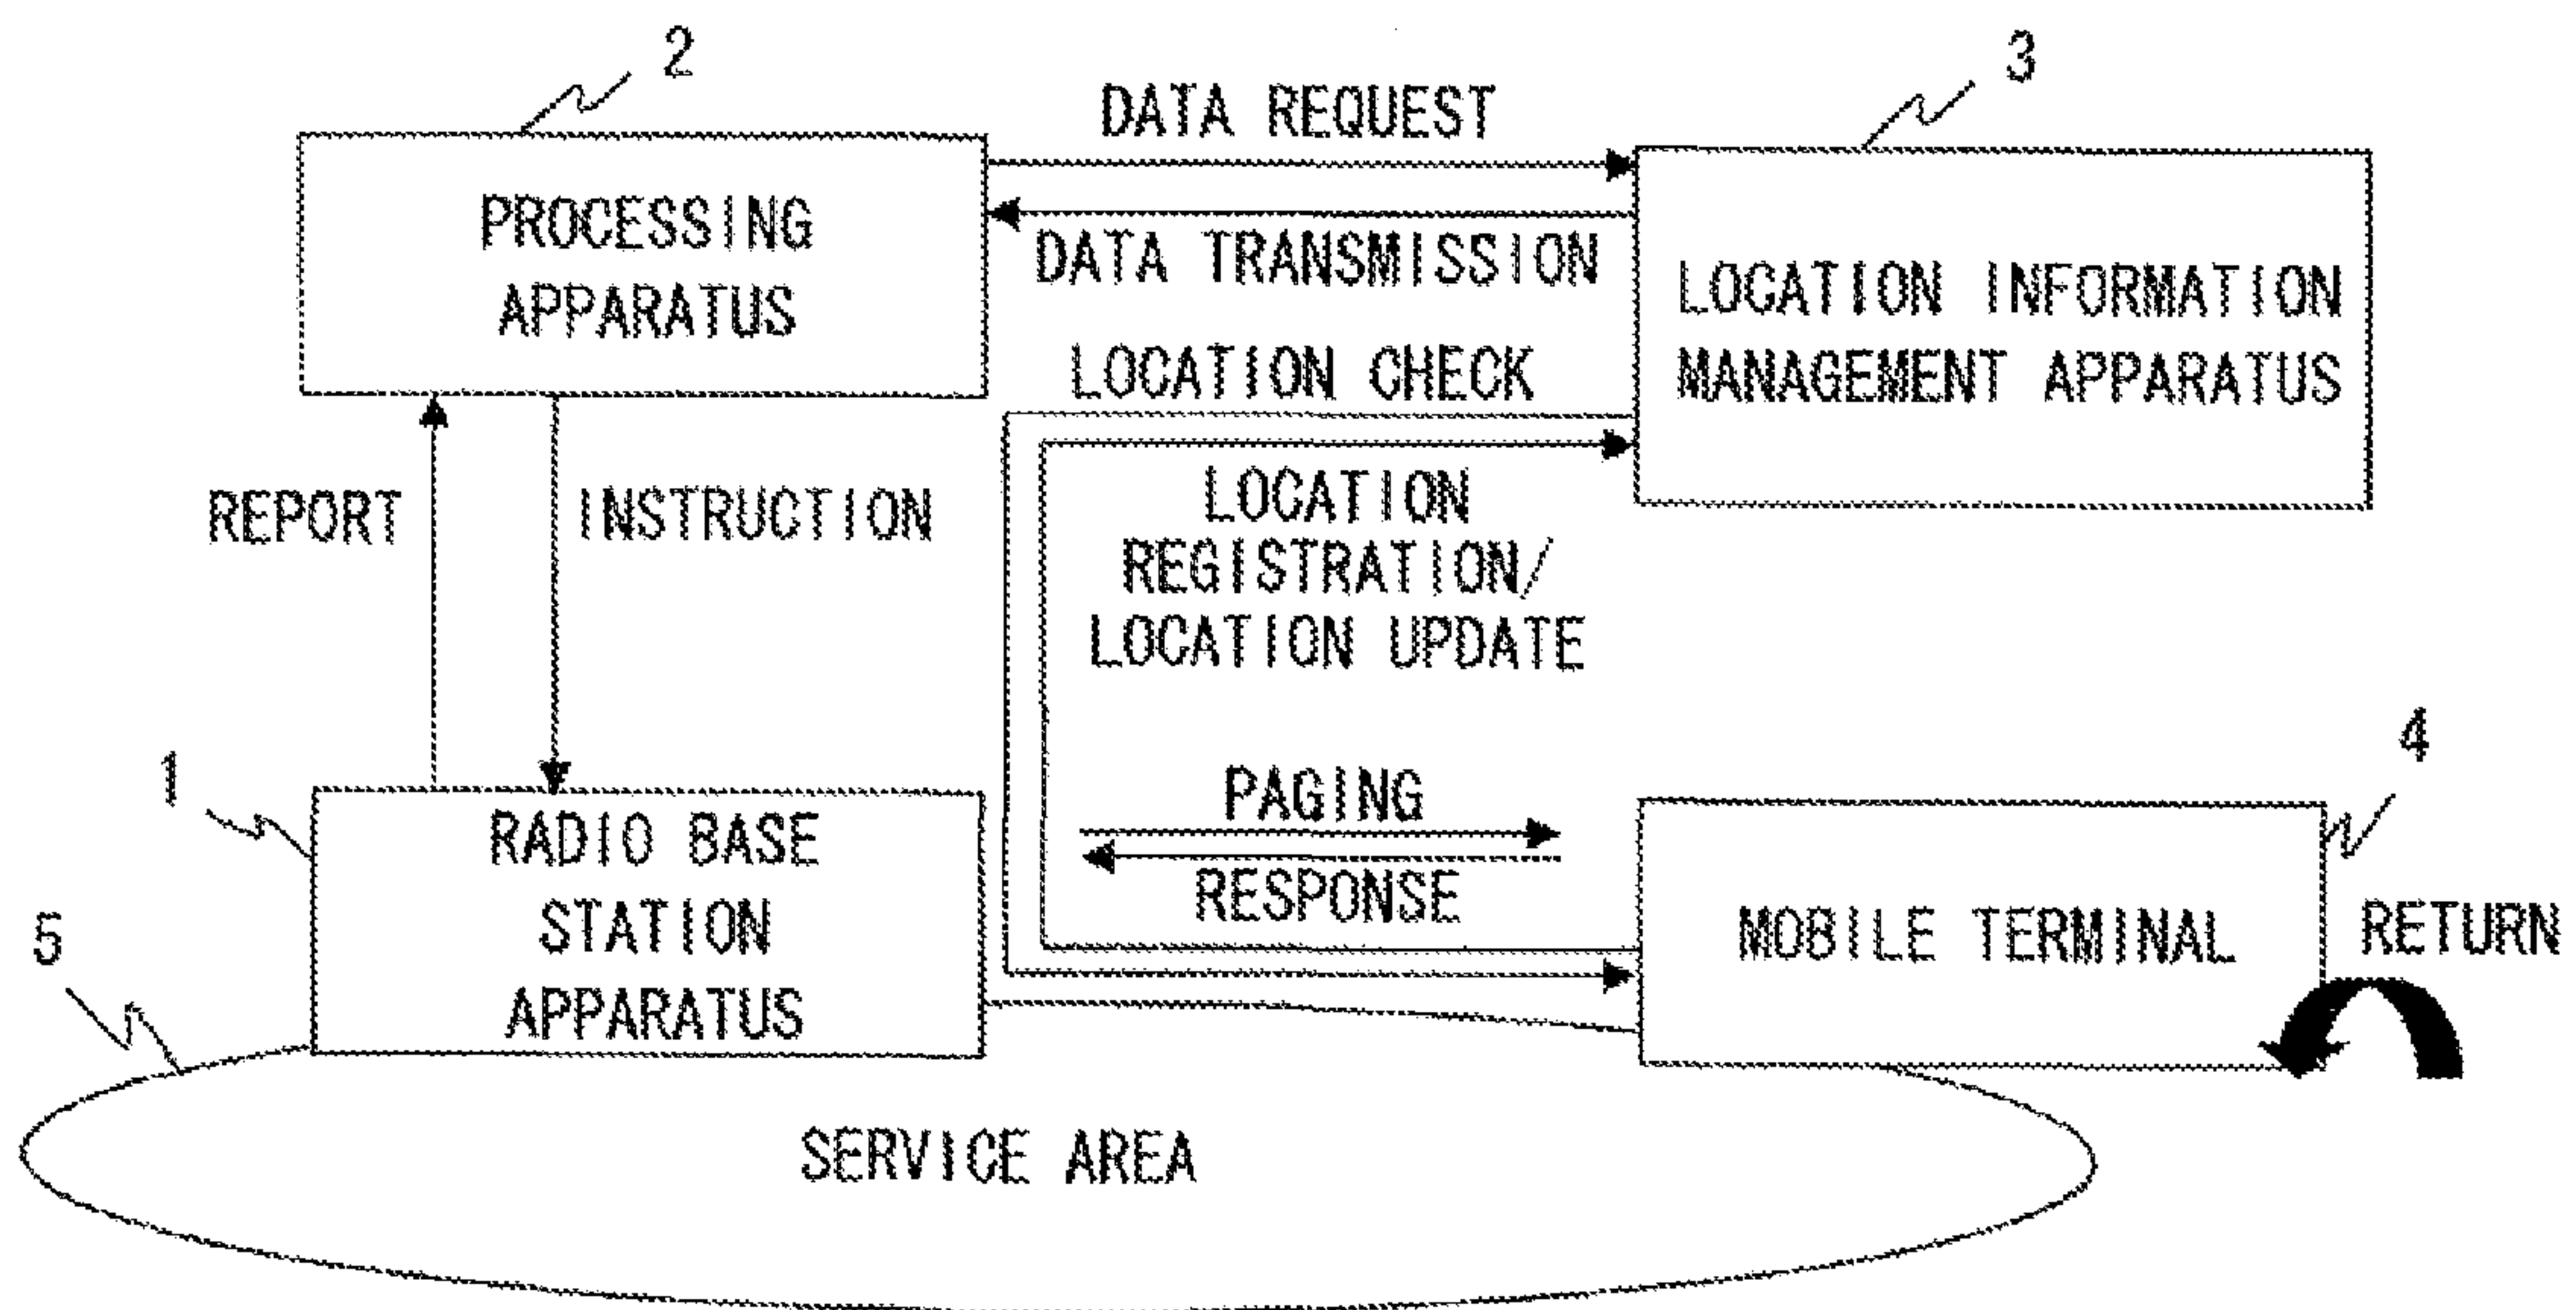 2
3
DATA REQUEST
PROCESSING
APPARATUS
DATA TRANSMISSION
LOCATION INFORMATION
MANAGEMENT APPARATUS
LOCATION CHECK
REPORT
INSTRUCTION
LOCATION
REGISTRATION/
LOCATION UPDATE
1
4
PAGING
RESPONSE
RADIO BASE
STATION
APPARATUS
MOBILE TERMINAL
RETURN
5
SERVICE AREA